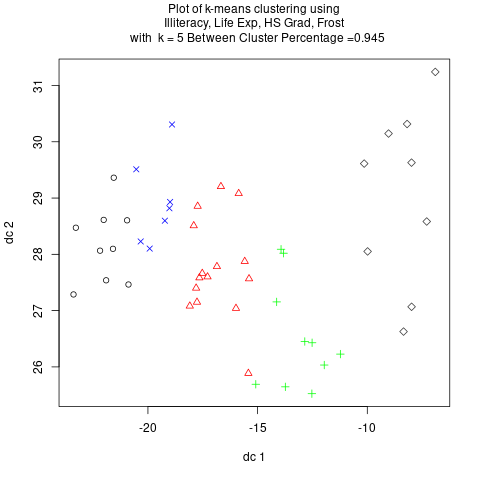 Plot of k-means clustering using
Illiteracy, Life Exp, HS Grad, Frost
with  k = 5 Between Cluster Percentage =0.945
31
30
29
28
27
26
dc 2
-20
-15
-10
dc 1